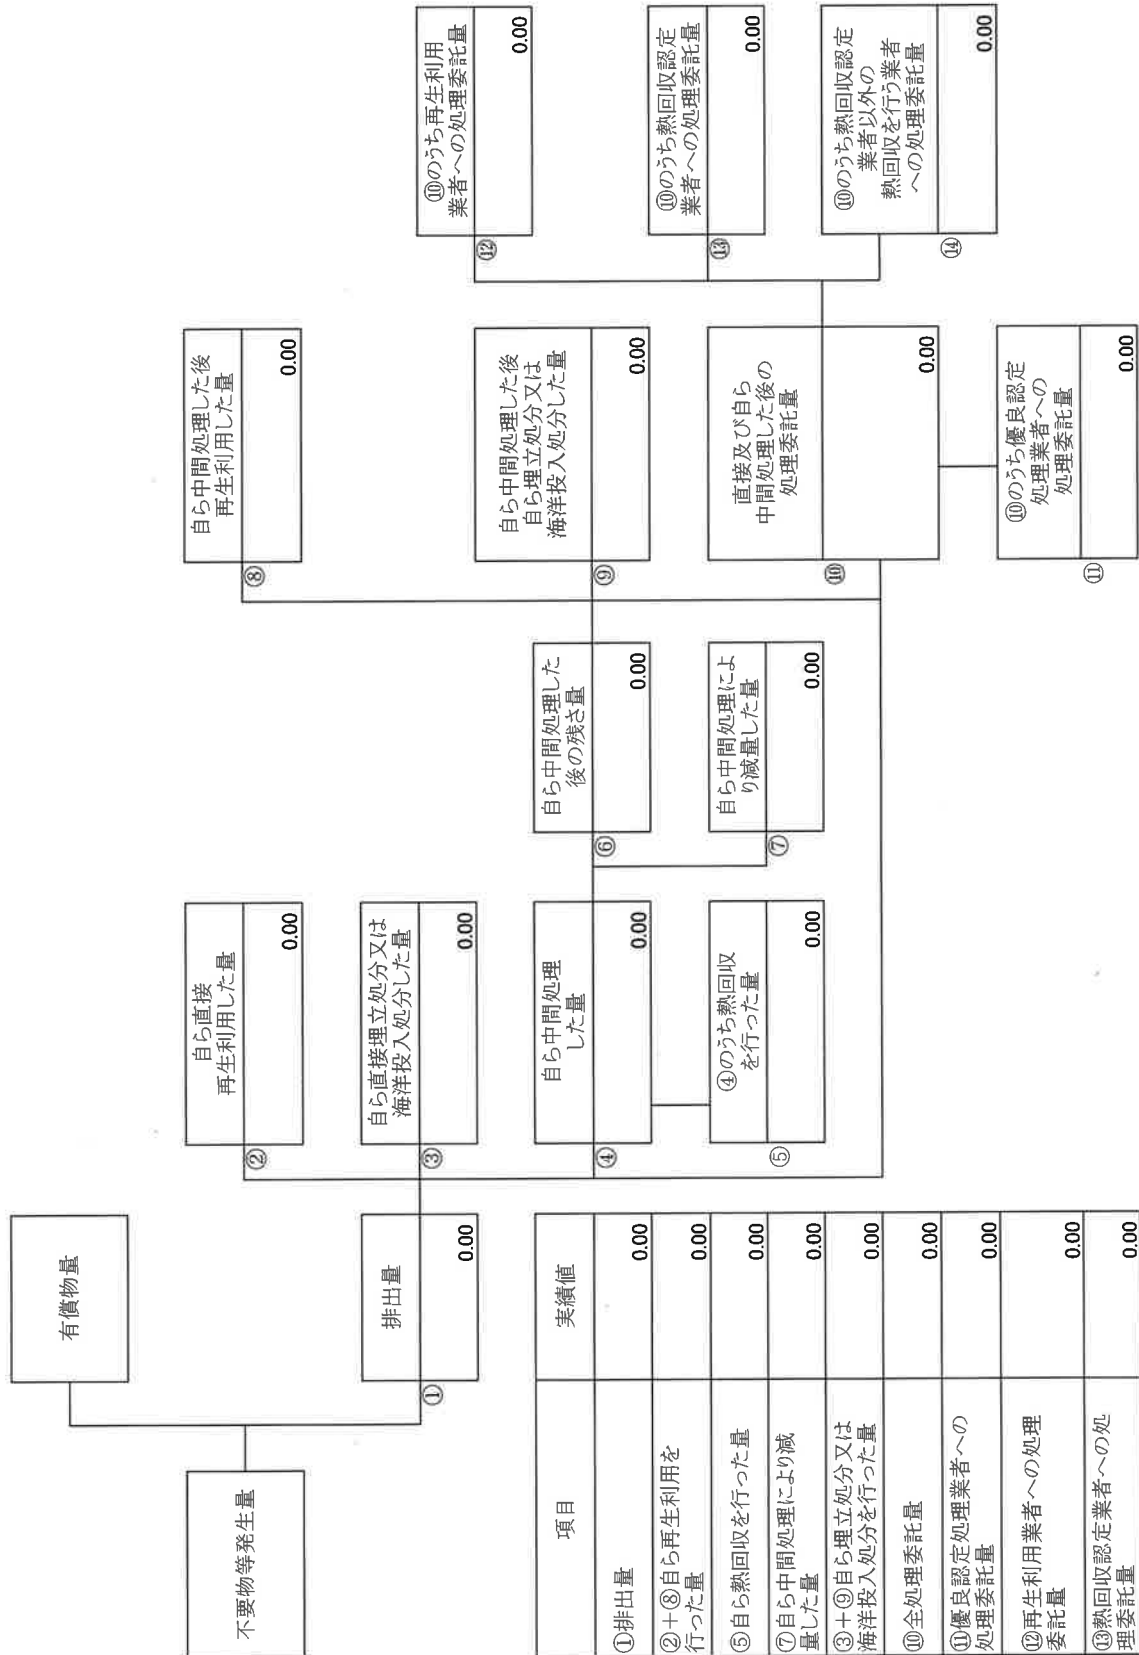 不要物等発生量
有償物量
排出量
①
0.00
自ら直接
再生利用した量
②
0.00
自ら直接埋立処分又は
海洋投入処分した量
③
0.00
自ら中間処理
した量
④
0.00
④のうち熱回収
を行った量
⑤
0.00
自ら中間処理した
後の残さ量
⑥
0.00
自ら中間処理によ
り減量した量
⑦
0.00
自ら中間処理した後
再生利用した量
⑧
0.00
自ら中間処理した後
自ら埋立処分又は
海洋投入処分した量
⑨
0.00
直接及び自ら
中間処理した後の
処理委託量
⑩
0.00
⑩のうち優良認定
処理業者への
処理委託量
⑪
0.00
⑩のうち再生利用
業者への処理委託量
⑫
0.00
⑩のうち熱回収認定
業者への処理委託量
⑬
0.00
⑩のうち熱回収認定
業者以外の
熱回収を行う業者
への処理委託量
⑭
0.00
項目 実績値
①排出量 0.00
②+⑧自ら再生利用を
行った量 0.00
⑤自ら熱回収を行った量 0.00
⑦自ら中間処理により減
量した量 0.00
③+⑨自ら埋立処分又は
海洋投入処分を行った量 0.00
⑩全処理委託量 0.00
⑪優良認定処理業者への
処理委託量 0.00
⑫再生利用業者への処理
委託量 0.00
⑬熱回収認定業者への処
理委託量 0.00